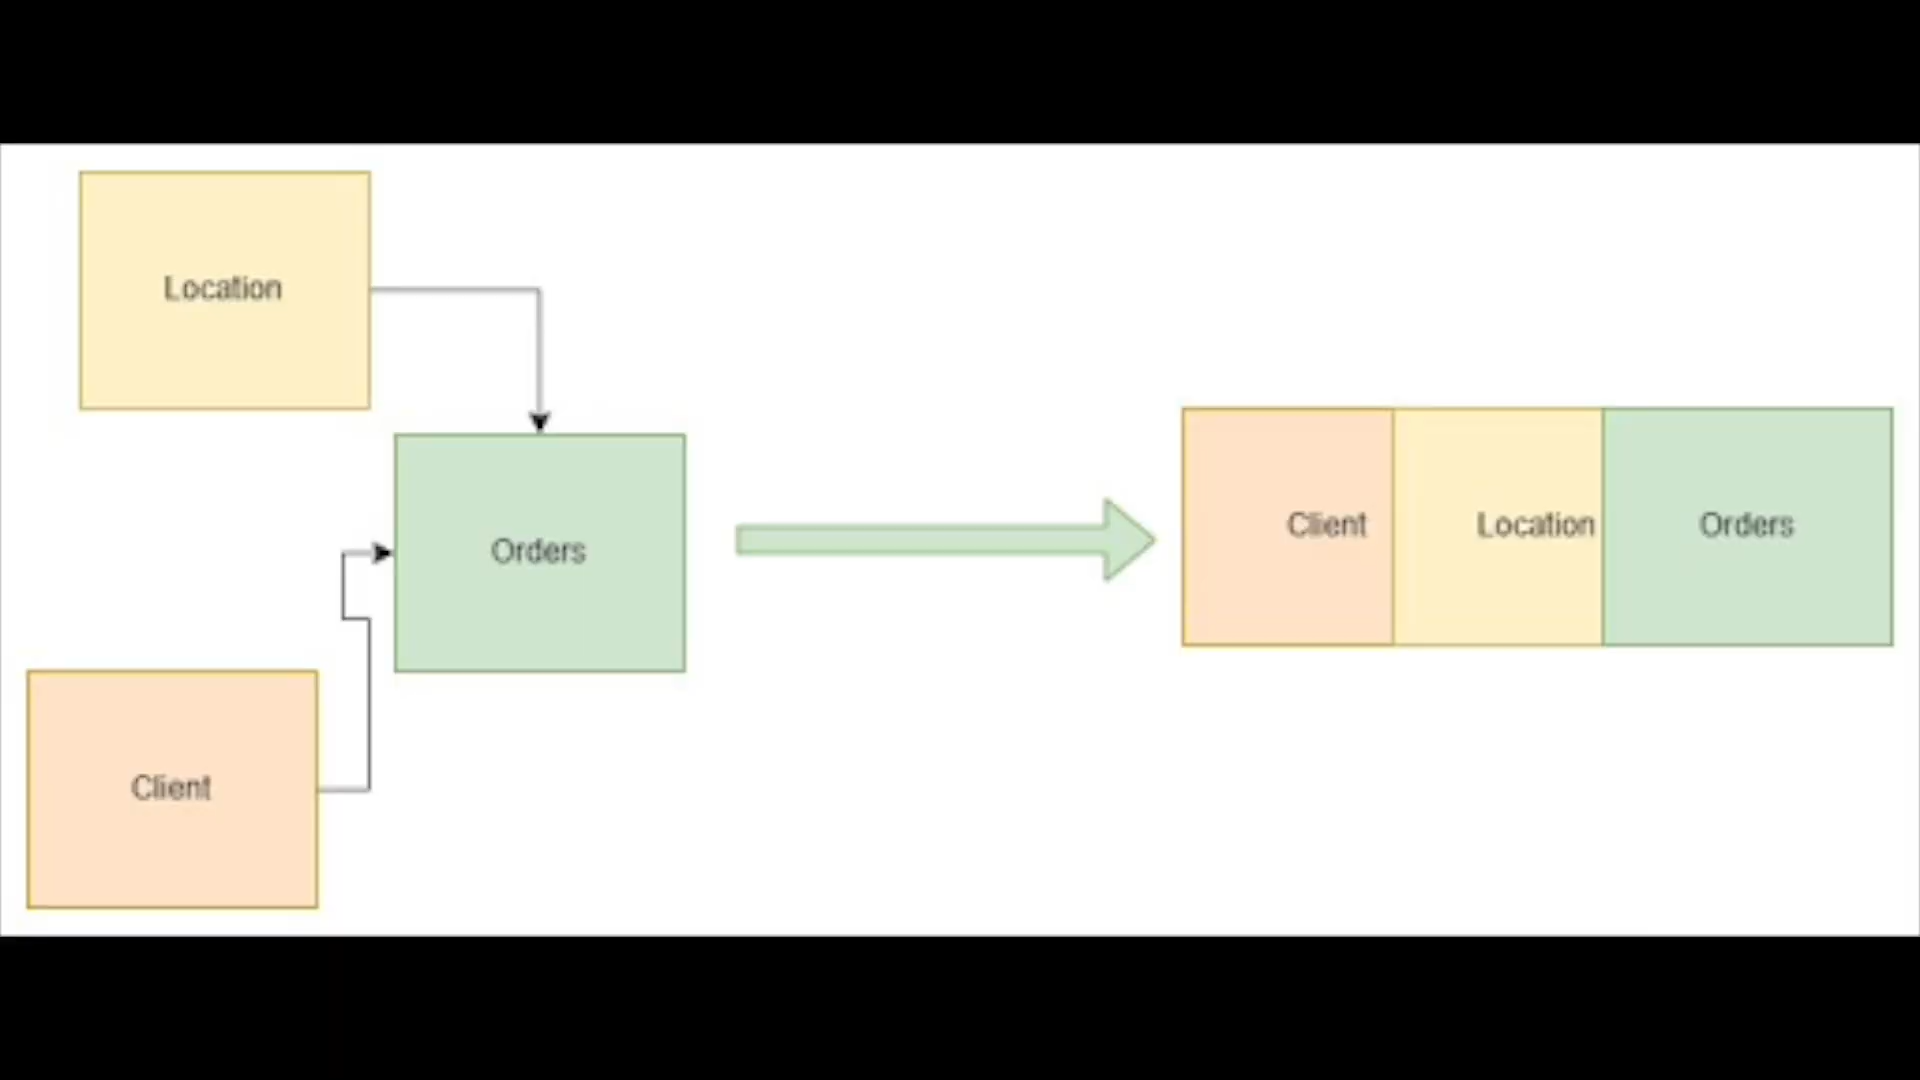 Location
Orders
Client
Client
Location
Orders